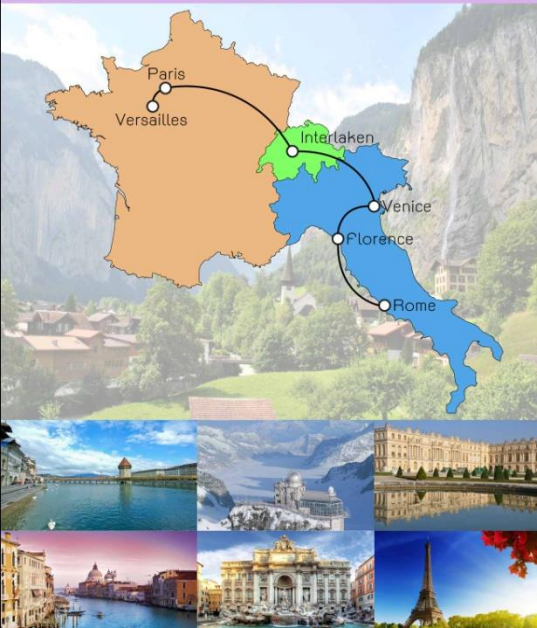 Paris
Versailles
Interlaken
Venice
Florence
Rome